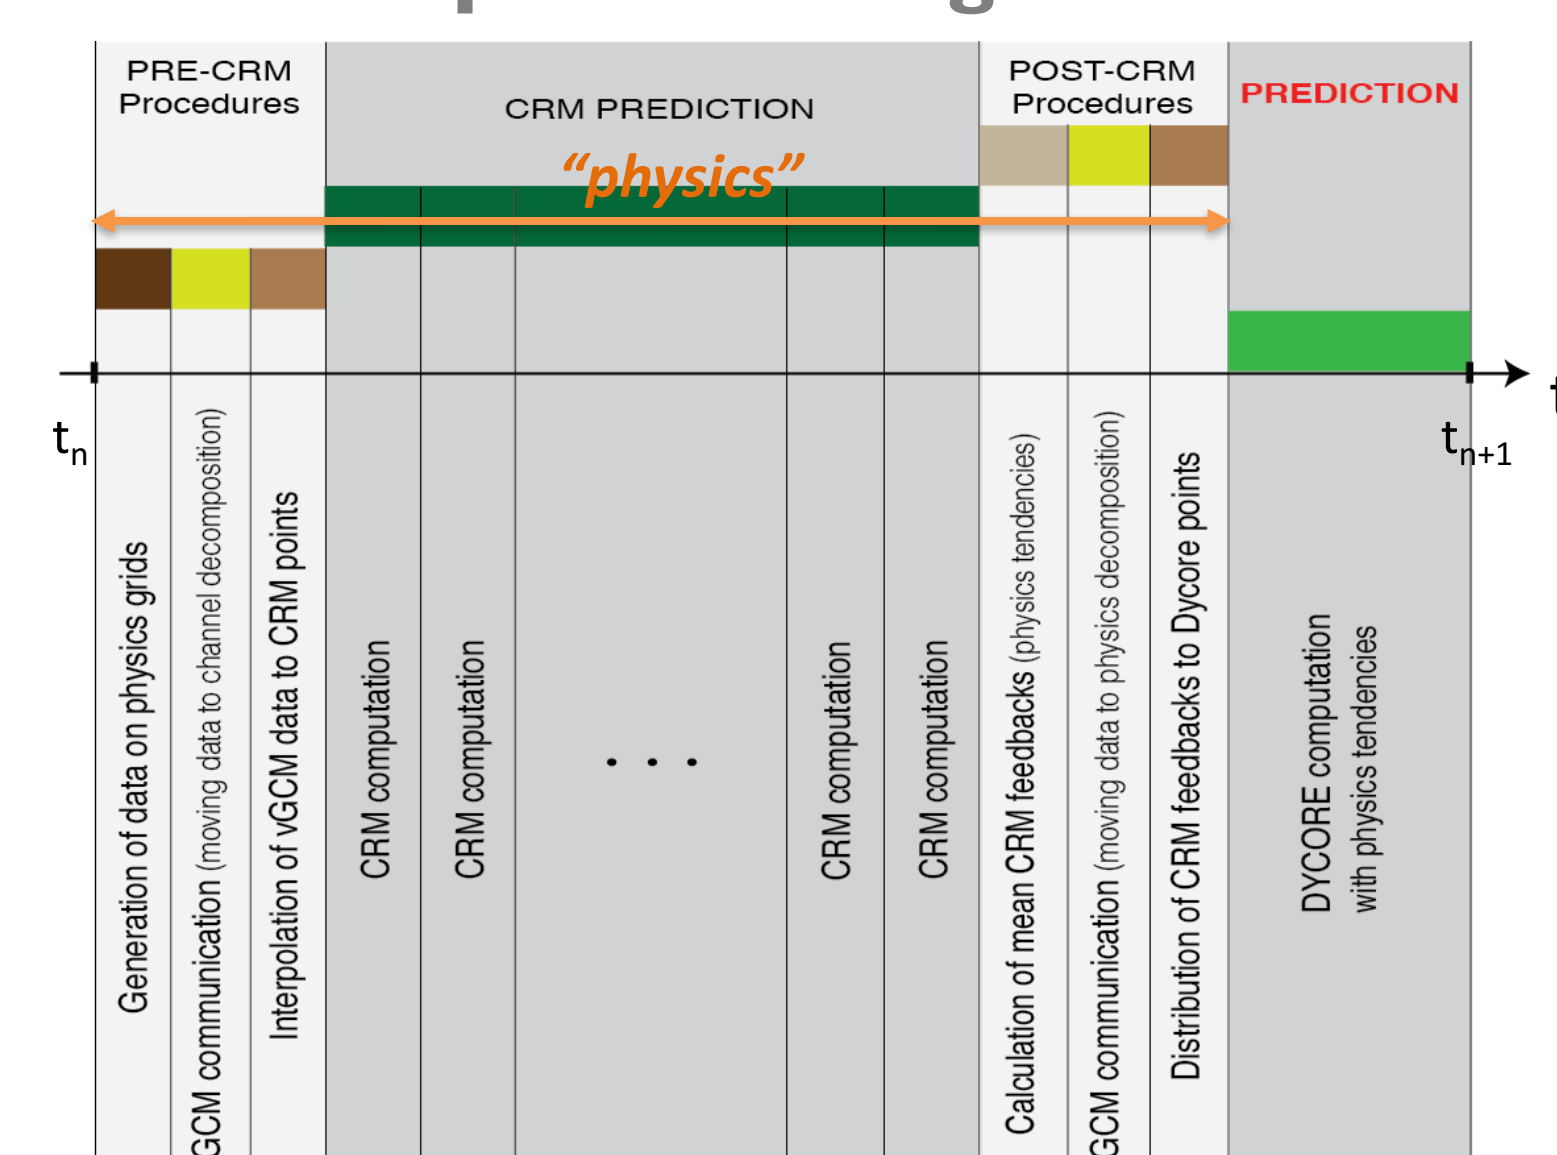 PRE-CRM
Procedures
CRM PREDICTION
POST-CRM
Procedures
PREDICTION
“physics”
t
tn
tn+1
Generation of data on physics grids
GCM communication (moving data to channel decomposition)
Interpolation of vGCM data to CRM points
CRM computation
CRM computation
. . .
CRM computation
CRM computation
Calculation of mean CRM feedbacks (physics tendencies)
GCM communication (moving data to physics decomposition)
Distribution of CRM feedbacks to Dycore points
DYCORE computation
with physics tendencies